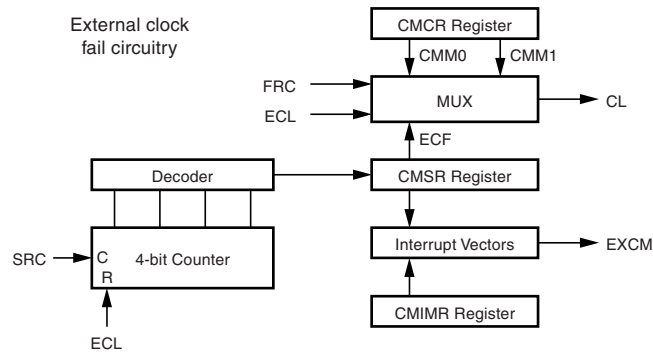 External clock
fail circuitry
CMCR Register
CMM0
CMM1
FRC
MUX
CL
ECL
ECF
Decoder
CMSR Register
SRC
C
4-bit Counter
R
Interrupt Vectors
EXCM
CMIMR Register
ECL